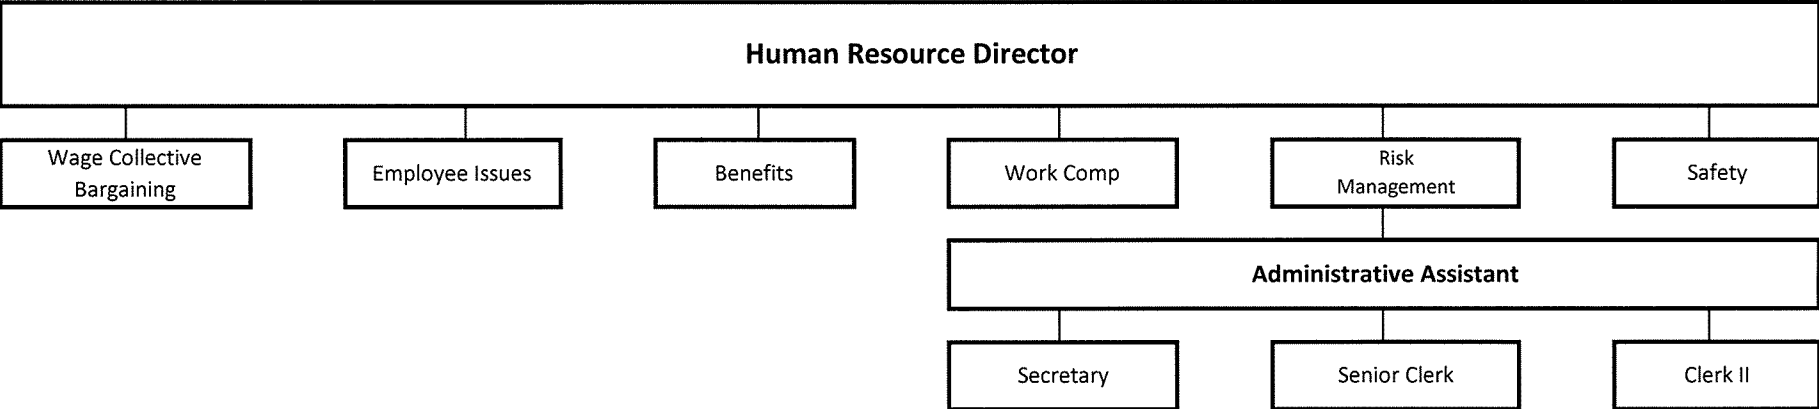 Human Resource Director
Wage Collective
Bargaining
Employee Issues
Benefits
Work Comp
Risk
Management
Safety
Administrative Assistant
Secretary
Senior Clerk
Clerk II